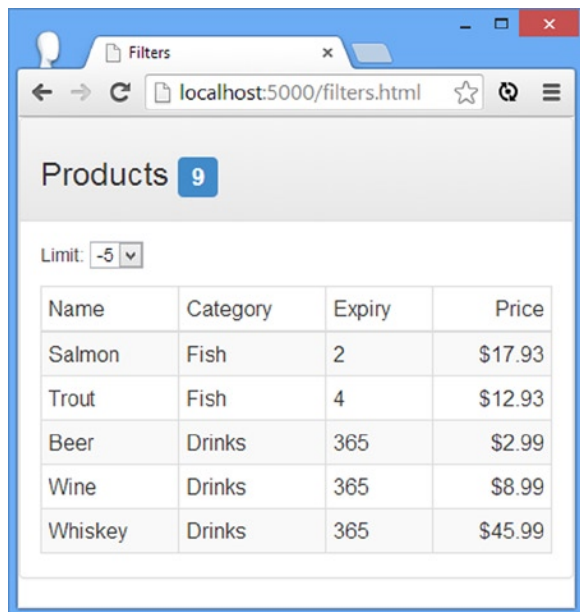 Filters
localhost:5000/filters.html
Products 9
Limit: -5
Name Category Expiry Price
Salmon Fish 2 $17.93
Trout Fish 4 $12.93
Beer Drinks 365 $2.99
Wine Drinks 365 $8.99
Whiskey Drinks 365 $45.99